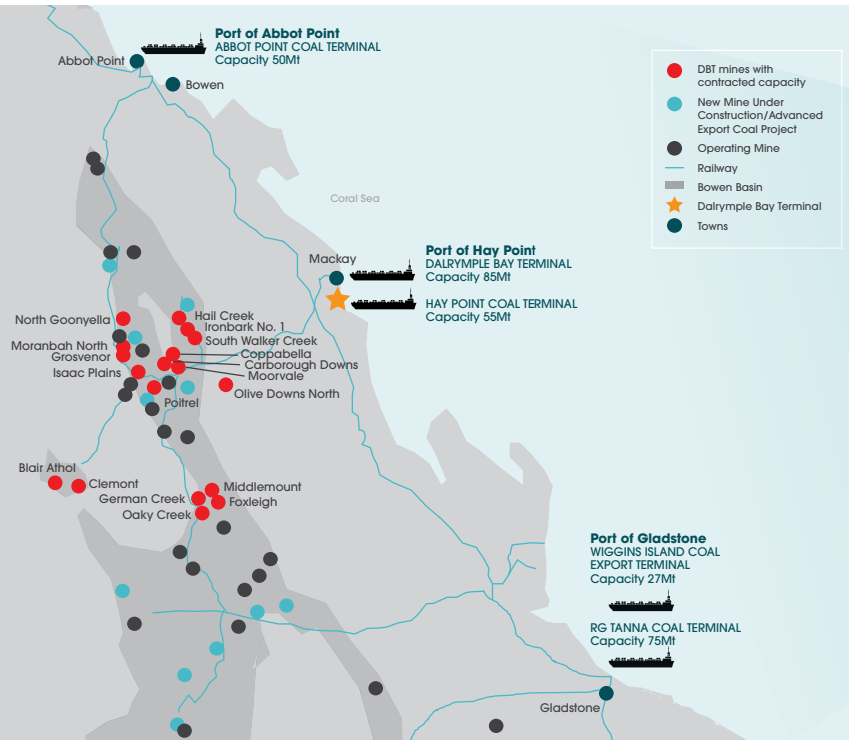 Port of Abbot Point
ABBOT POINT COAL TERMINAL
Capacity 50Mt
Abbot Point
Bowen
DBT mines with
contracted capacity
New Mine Under
Construction/Advanced
Export Coal Project
Operating Mine
Railway
Bowen Basin
Dalrymple Bay Terminal
Towns
Coral Sea
Mackay
Port of Hay Point
DALRYMPLE BAY TERMINAL
Capacity 85Mt
HAY POINT COAL TERMINAL
Capacity 55Mt
North Goonyella
Hail Creek
Ironbark No. 1
South Walker Creek
Moranbah North
Grosvenor
Coppabella
Carborough Downs
Isaac Plains
Moorvale
Olive Downs North
Poitrel
Blair Athol
Clemont
Middlemount
German Creek
Foxleigh
Oaky Creek
Port of Gladstone
WIGGINS ISLAND COAL
EXPORT TERMINAL
Capacity 27Mt
RG TANNA COAL TERMINAL
Capacity 75Mt
Gladstone